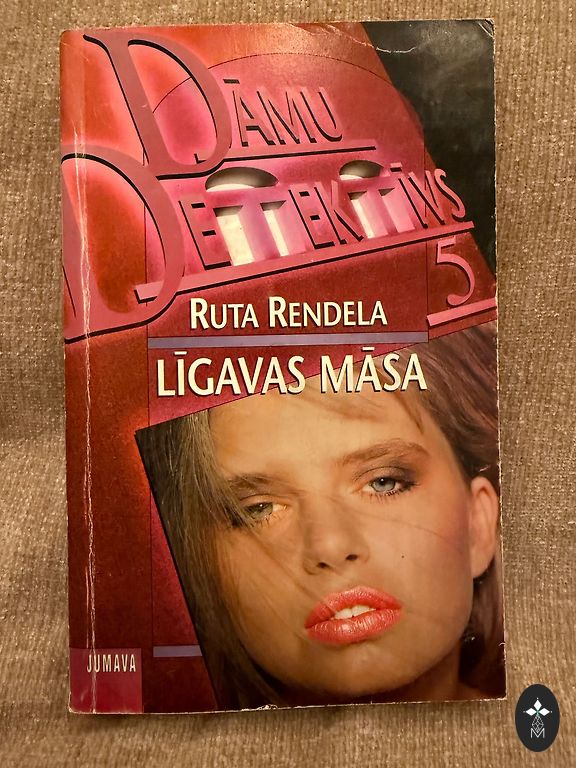 DĀMU
DETEKTĪVS
5
RUTA RENDELA
LĪGAVAS MĀSA
JUMAVA
M